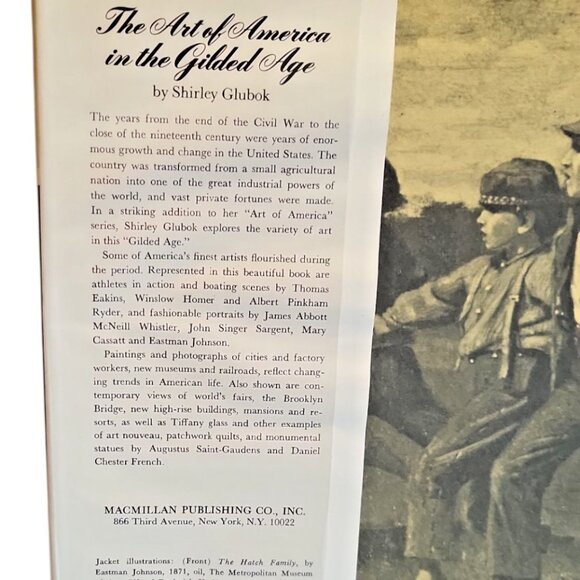 The Art of America
in the Gilded Age
by Shirley Glubok
The years from the end of the Civil War to the
close of the nineteenth century were years of enor-
mous growth and change in the United States. The
country was transformed from a small agricultural
nation into one of the great industrial powers of
the world, and vast private fortunes were made.
In a striking addition to her "Art of America"
series, Shirley Glubok explores the variety of art
in this "Gilded Age."
Some of America's finest artists flourished during
the period. Represented in this beautiful book are
athletes in action and boating scenes by Thomas
Eakins, Winslow Homer and Albert Pinkham
Ryder, and fashionable portraits by James Abbott
McNeill Whistler, John Singer Sargent, Mary
Cassatt and Eastman Johnson.
Paintings and photographs of cities and factory
workers, new museums and railroads, reflect chang-
ing trends in American life. Also shown are con-
temporary views of world's fairs, the Brooklyn
Bridge, new high-rise buildings, mansions and re-
sorts, as well as Tiffany glass and other examples
of art nouveau, patchwork quilts, and monumental
statues by Augustus Saint-Gaudens and Daniel
Chester French.
MACMILLAN PUBLISHING CO., INC.
866 Third Avenue, New York, N.Y. 10022
Jacket illustrations: (Front) The Hatch Family, by
Eastman Johnson, 1871, oil, The Metropolitan Museum